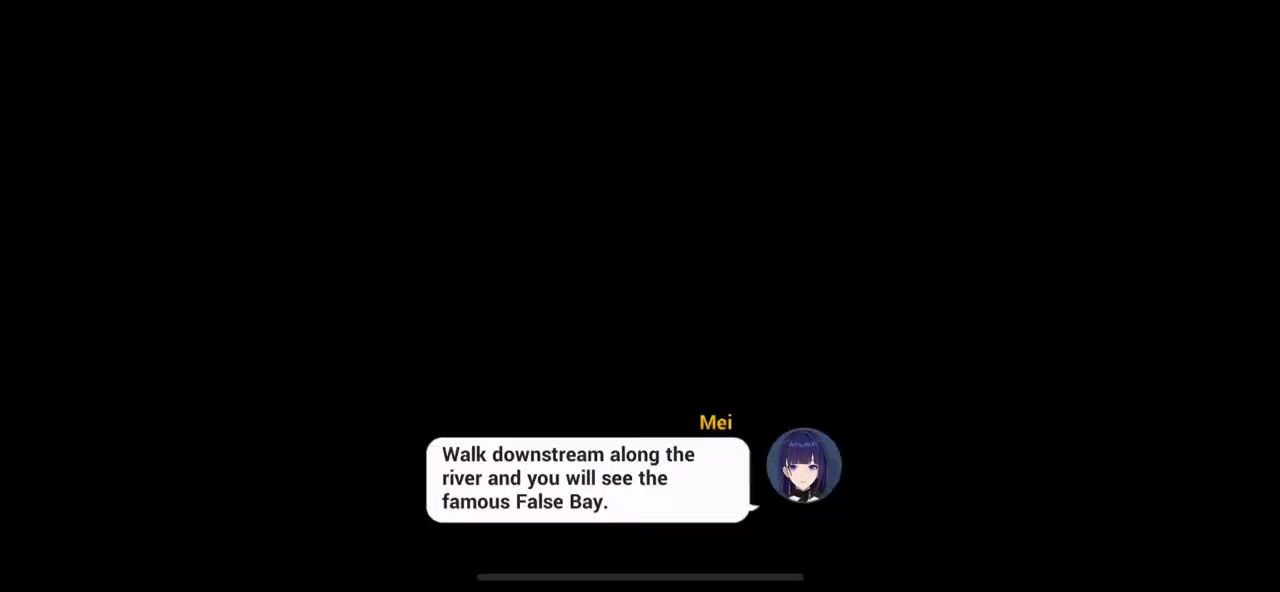 Mei
Walk downstream along the
river and you will see the
famous False Bay.